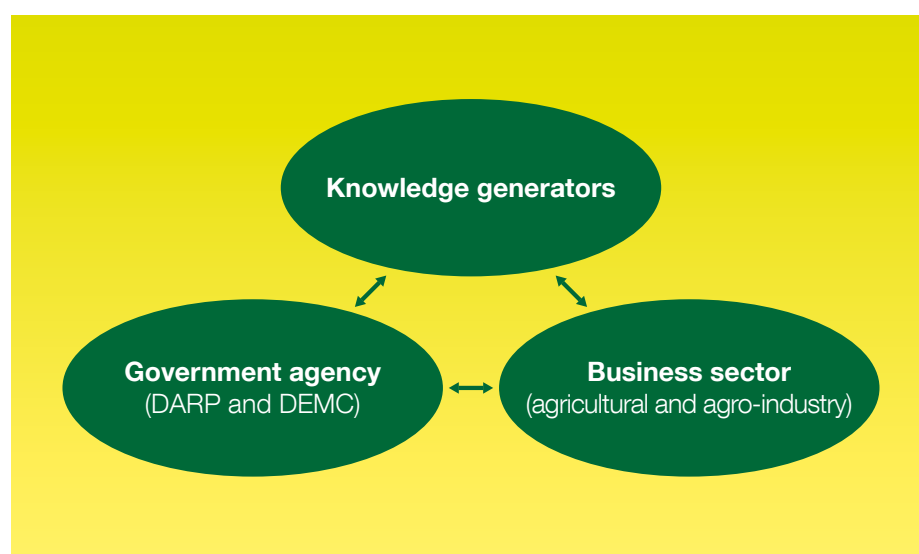 Knowledge generators
Government agency
(DARP and DEMC)
Business sector
(agricultural and agro-industry)